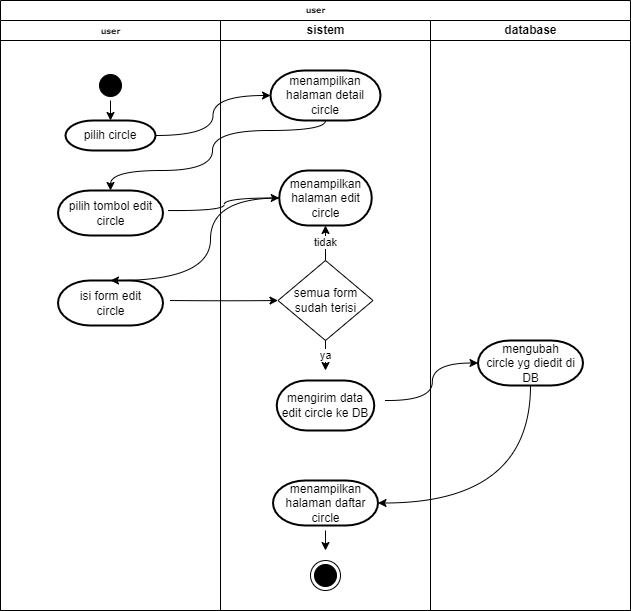 user
user
sistem
database
menampilkan
halaman detail
circle
pilih circle
pilih tombol edit
circle
menampilkan
halaman edit
circle
tidak
isi form edit
circle
semua form
sudah terisi
ya
mengubah
circle yg diedit di
DB
mengirim data
edit circle ke DB
menampilkan
halaman daftar
circle